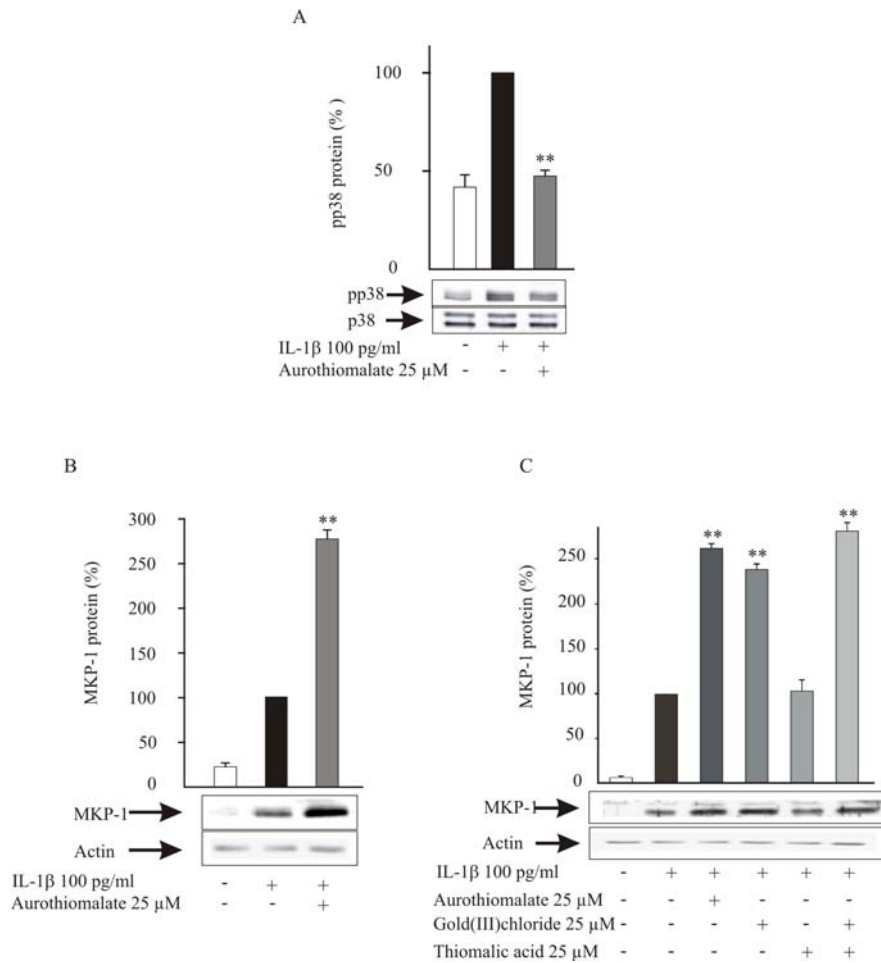 A
100
50
0
pp38 protein (% )
**
pp38
p38
IL-1β 100 pg/ml - + +
Aurothiomalate 25 µM - - +
B
300
250
200
150
100
50
0
MKP-1 protein (%)
**
MKP-1
Actin
IL-1β 100 pg/ml - + +
Aurothiomalate 25 µM - - +
C
250
200
150
100
50
0
MKP-1 protein (%)
** ** **
MKP-1
Actin
IL-1β 100 pg/ml - + + + + +
Aurothiomalate 25 µM - - + - - -
Gold(III)chloride 25 µM - - - + - +
Thiomalic acid 25 µM - - - - + +